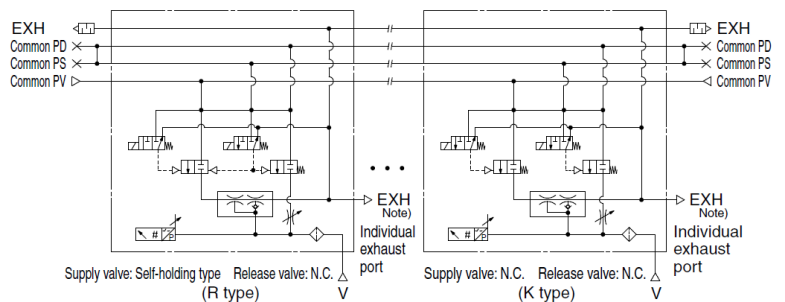 EXH EXH
Common PD Common PD
Common PS Common PS
Common PV Common PV
EXH EXH
Note) Note)
Individual exhaust port Individual exhaust port
# P # P
Supply valve: Self-holding type Release valve: N.C. Supply valve: N.C. Release valve: N.C.
(R type) V (K type) V